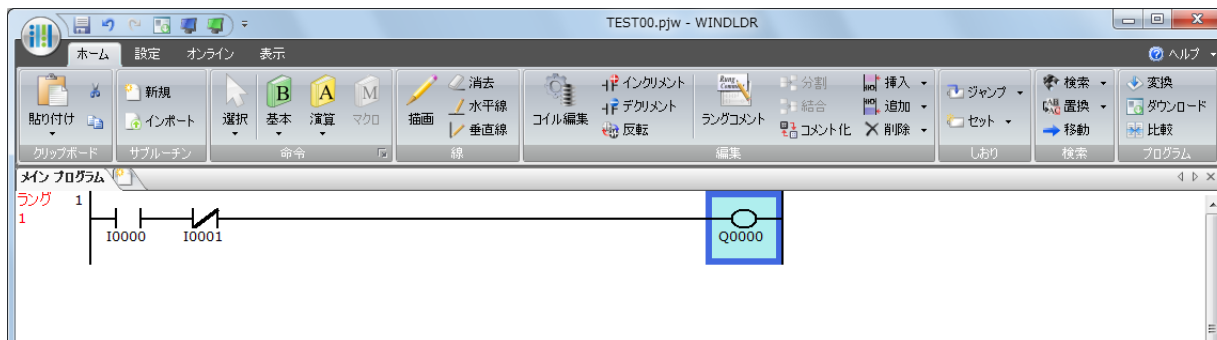 TEST00.pjw - WINDLDR
ホーム 設定 オンライン 表示 ヘルプ
貼り付け 新規 インポート 選択 B 基本 A 演算 M マクロ 描画 消去 水平線 垂直線 コイル編集 インクリメント デクリメント 反転 Rung Comment ラングコメント 分割 結合 コメント化 挿入 追加 削除 ジャンプ セット 検索 置換 移動 変換 ダウンロード 比較
クリップボード サブルーチン 命令 線 編集 しおり 検索 プログラム
メイン プログラム
ラング 1
1
I0000 I0001 Q0000